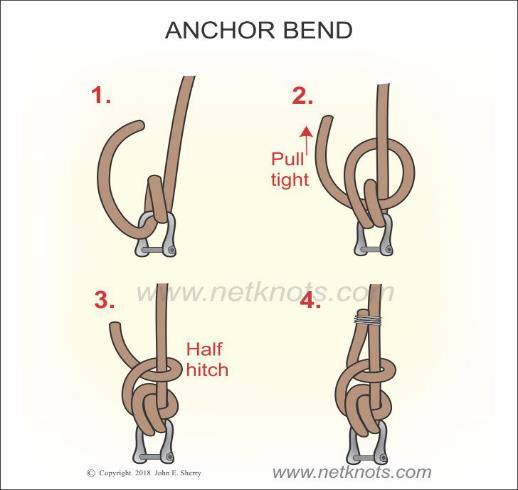 ANCHOR BEND
1.
2.
Pull
tight
www.netknots.com
3.
4.
Half
hitch
© Copyright 2018 John E. Sherry
www.netknots.com